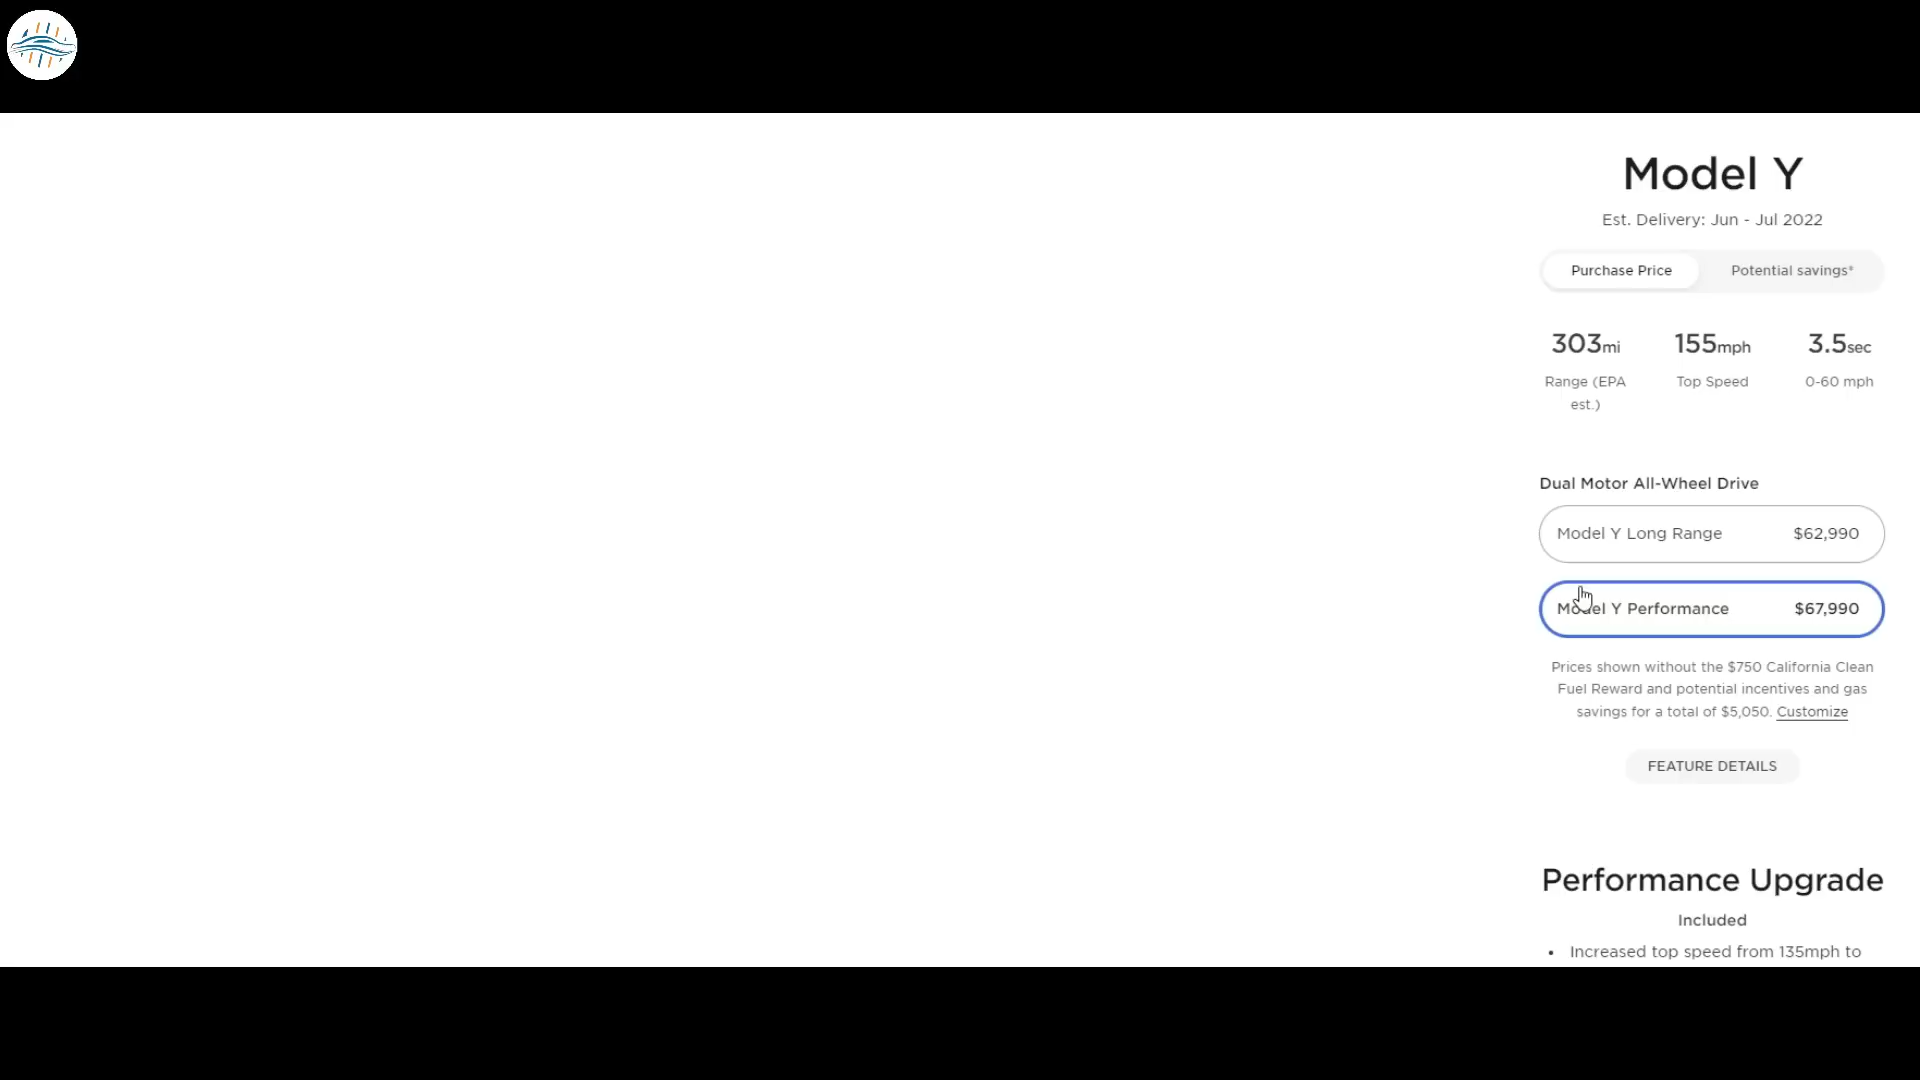 Model Y
Est. Delivery: Jun - Jul 2022
Purchase Price Potential savings*
303mi 155mph 3.5sec
Range (EPA est.) Top Speed 0-60 mph
Dual Motor All-Wheel Drive
Model Y Long Range $62,990
Model Y Performance $67,990
Prices shown without the $750 California Clean
Fuel Reward and potential incentives and gas
savings for a total of $5,050. Customize
FEATURE DETAILS
Performance Upgrade
Included
• Increased top speed from 135mph to